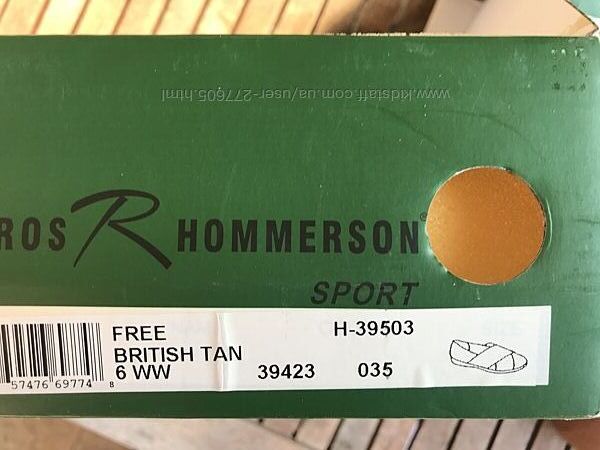 www.kidstaff.com.ua/user-277605.html
ROS R HOMMERSON®
SPORT
FREE H-39503
BRITISH TAN
6 WW 39423 035
57476 69774 8